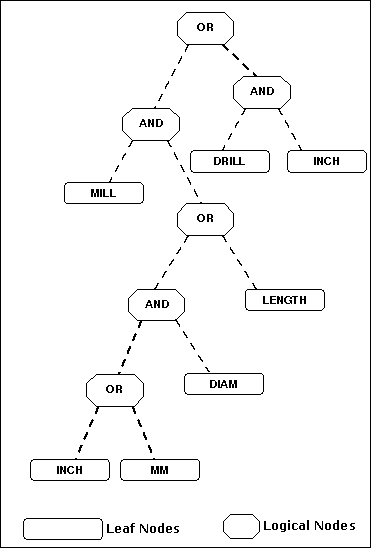 OR
AND
AND
DRILL
INCH
MILL
OR
LENGTH
AND
DIAM
OR
INCH
MM
Leaf Nodes
Logical Nodes